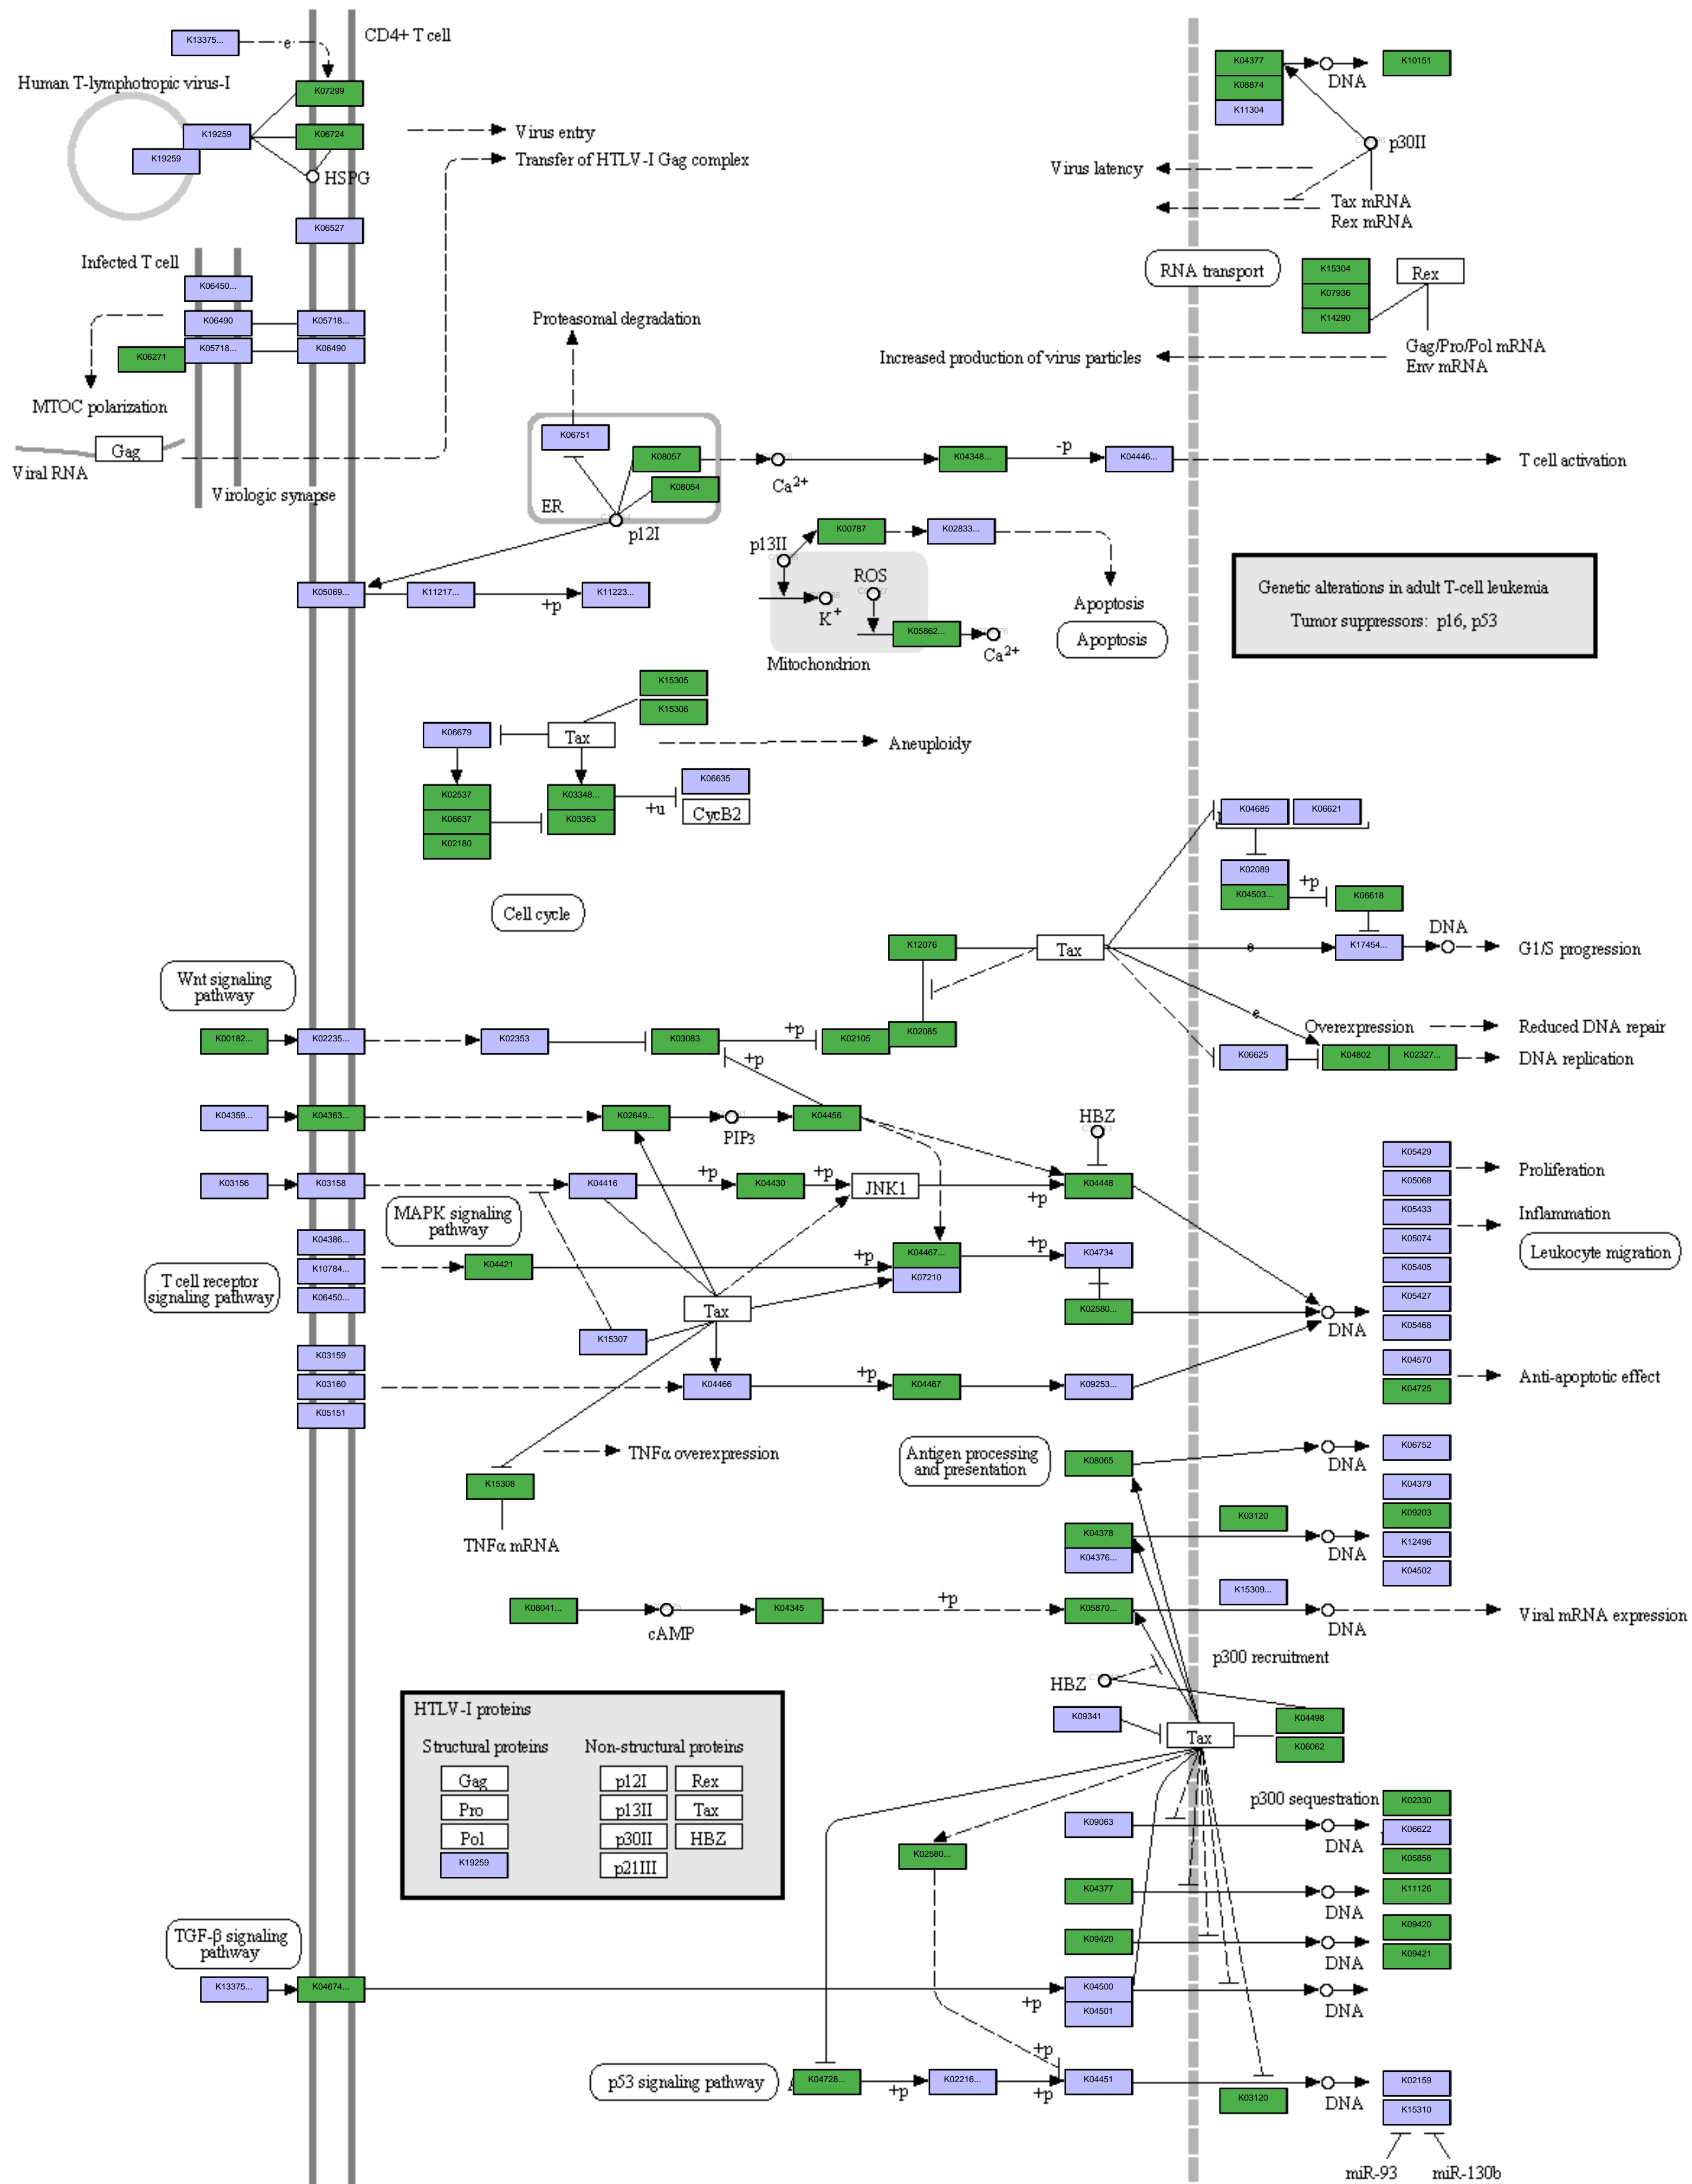 K13375...
e
CD4+ T cell
Human T-lymphotropic virus-I
K07299
K19259
K06724
K19259
HSPG
Virus entry
Transfer of HTLV-I Gag complex
K06527
Infected T cell
K06450...
K06490
K05718...
K06271
K05718...
K06490
MTOC polarization
Gag
Viral RNA
Virologic synapse
K04377
K08874
K11304
DNA
K10151
p30II
Virus latency
Tax mRNA
Rex mRNA
RNA transport
K15304
K07936
K14290
Rex
Gag/Pro/Pol mRNA
Env mRNA
Increased production of virus particles
Proteasomal degradation
K06751
K08057
K08054
ER
p12I
Ca2+
K04348...
-p
K04446...
T cell activation
p13II
K00787
K02833...
ROS
K+
K05862...
Ca2+
Mitochondrion
Apoptosis
Apoptosis
Genetic alterations in adult T-cell leukemia
Tumor suppressors: p16, p53
K05069...
K11217...
+p
K11223...
K15305
K15306
K06679
Tax
Aneuploidy
K02537
K06637
K02180
K03348...
K03363
+u
K06635
CycB2
Cell cycle
K04685
K06621
K02089
K04503...
+p
K06618
K12076
Tax
e
K17454...
DNA
G1/S progression
Wnt signaling
pathway
K00182...
K02235...
K02353
K03083
+p
K02105
K02085
+p
e
Overexpression
Reduced DNA repair
K06625
K04802
K02327...
DNA replication
K04359...
K04363...
K02649...
PIP3
K04456
HBZ
K03156
K03158
K04416
+p
K04430
+p
JNK1
+p
K04448
MAPK signaling
pathway
K04386...
K10784...
K06450...
T cell receptor
signaling pathway
K04421
+p
K04467...
K07210
+p
K04734
K02580...
Tax
K15307
DNA
K05429
K05068
K05433
K05074
K05405
K05427
K05468
K04570
K04725
Proliferation
Inflammation
Leukocyte migration
Anti-apoptotic effect
K03159
K03160
K05151
K04466
+p
K04467
K09253...
TNFα overexpression
K15308
TNFα mRNA
Antigen processing
and presentation
K08065
DNA
K06752
K04378
K04376...
K03120
DNA
K04379
K09203
K12496
K04502
K08041...
cAMP
K04345
+p
K05870...
K15309...
DNA
Viral mRNA expression
p300 recruitment
HBZ
K09341
Tax
K04498
K06062
HTLV-I proteins
Structural proteins
Non-structural proteins
Gag
p12I
Rex
Pro
p13II
Tax
Pol
p30II
HBZ
K19259
p21III
p300 sequestration
K09063
DNA
K02330
K06622
K05856
K02580...
K04377
DNA
K11126
K09420
DNA
K09420
K09421
TGF-β signaling
pathway
K13375...
K04674...
+p
K04500
K04501
DNA
p53 signaling pathway
K04728...
+p
K02216...
+p
+p
K04451
K03120
DNA
K02159
K15310
miR-93
miR-130b